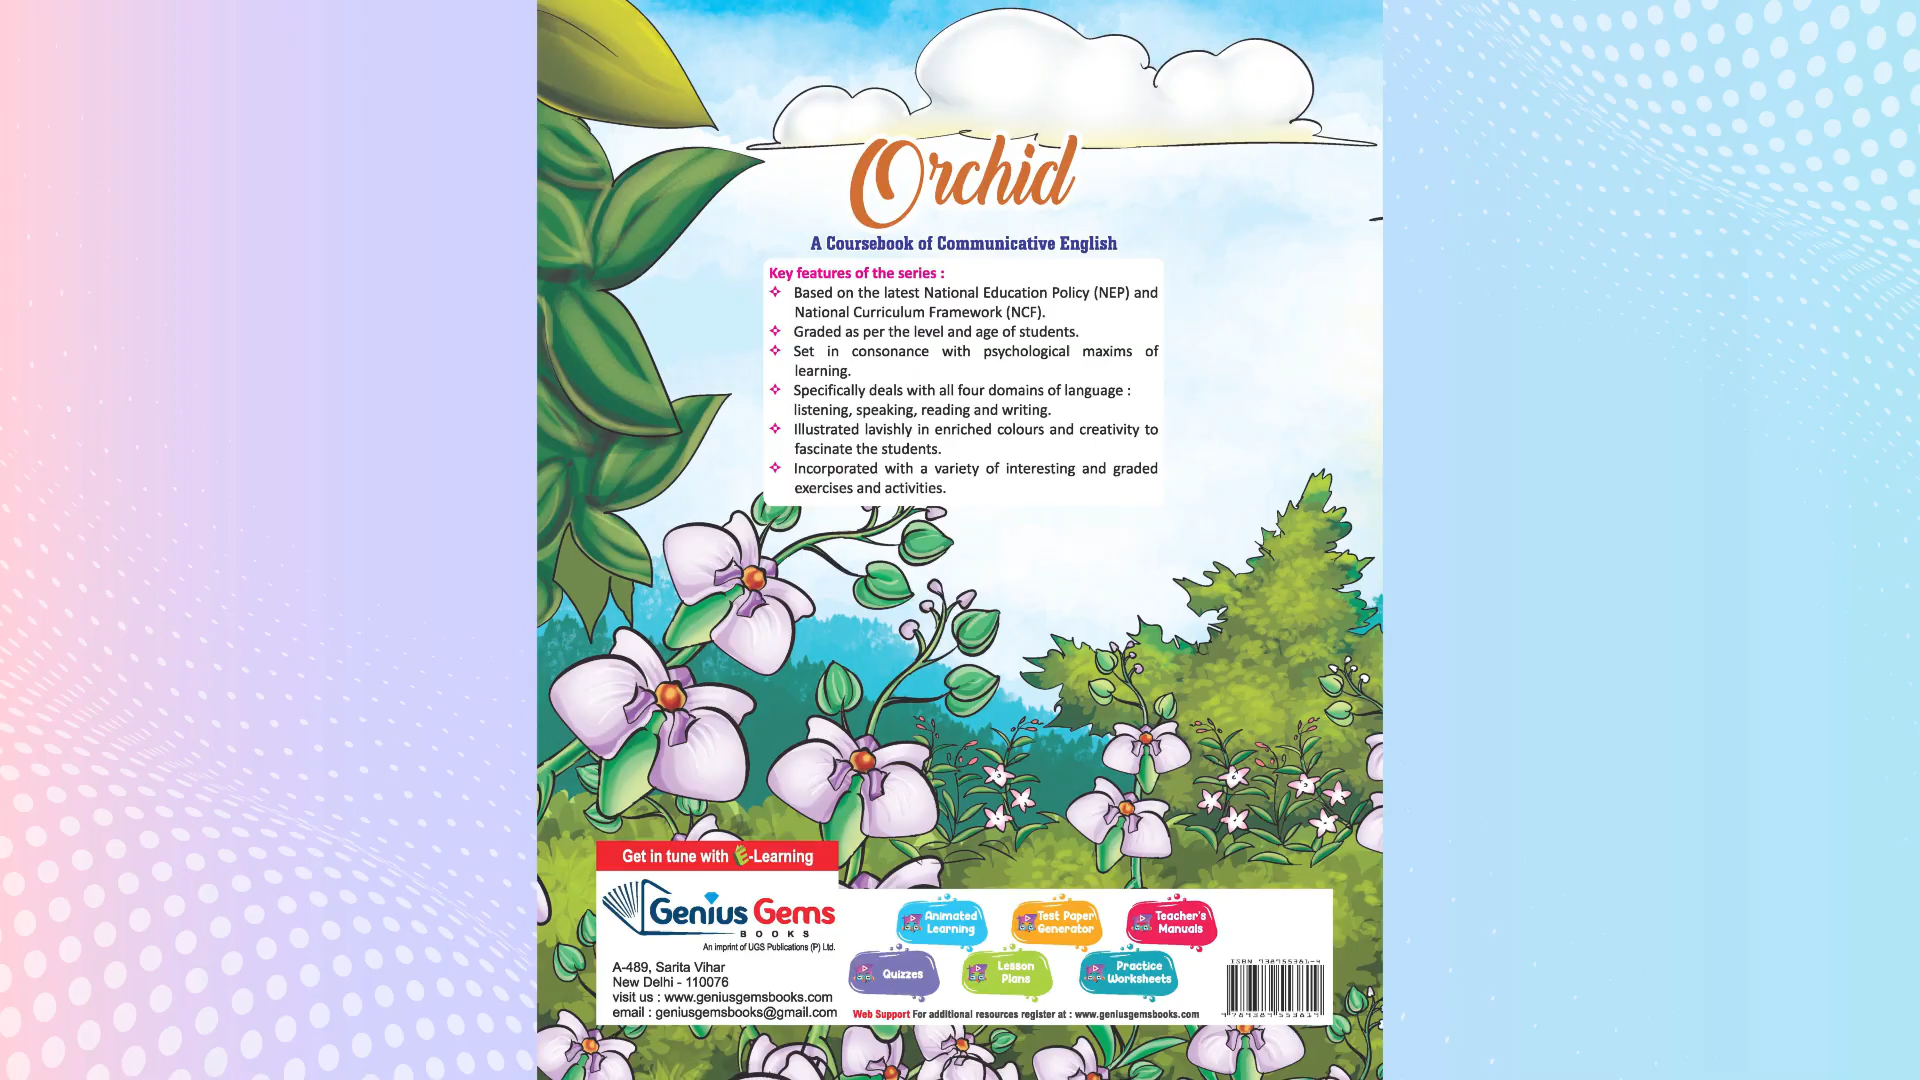 Orchid
A Coursebook of Communicative English
Key features of the series :
Based on the latest National Education Policy (NEP) and
National Curriculum Framework (NCF).
Graded as per the level and age of students.
Set in consonance with psychological maxims of
learning.
Specifically deals with all four domains of language :
listening, speaking, reading and writing.
Illustrated lavishly in enriched colours and creativity to
fascinate the students.
Incorporated with a variety of interesting and graded
exercises and activities.
Get in tune with E-Learning
Genius Gems
BOOKS
An imprint of UGS Publications (P) Ltd.
A-489, Sarita Vihar
New Delhi - 110076
visit us : www.geniusgemsbooks.com
email : geniusgemsbooks@gmail.com
Animated
Learning
Test Paper
Generator
Teacher's
Manuals
Quizzes
Lesson
Plans
Practice
Worksheets
Web Support For additional resources register at : www.geniusgemsbooks.com
ISBN